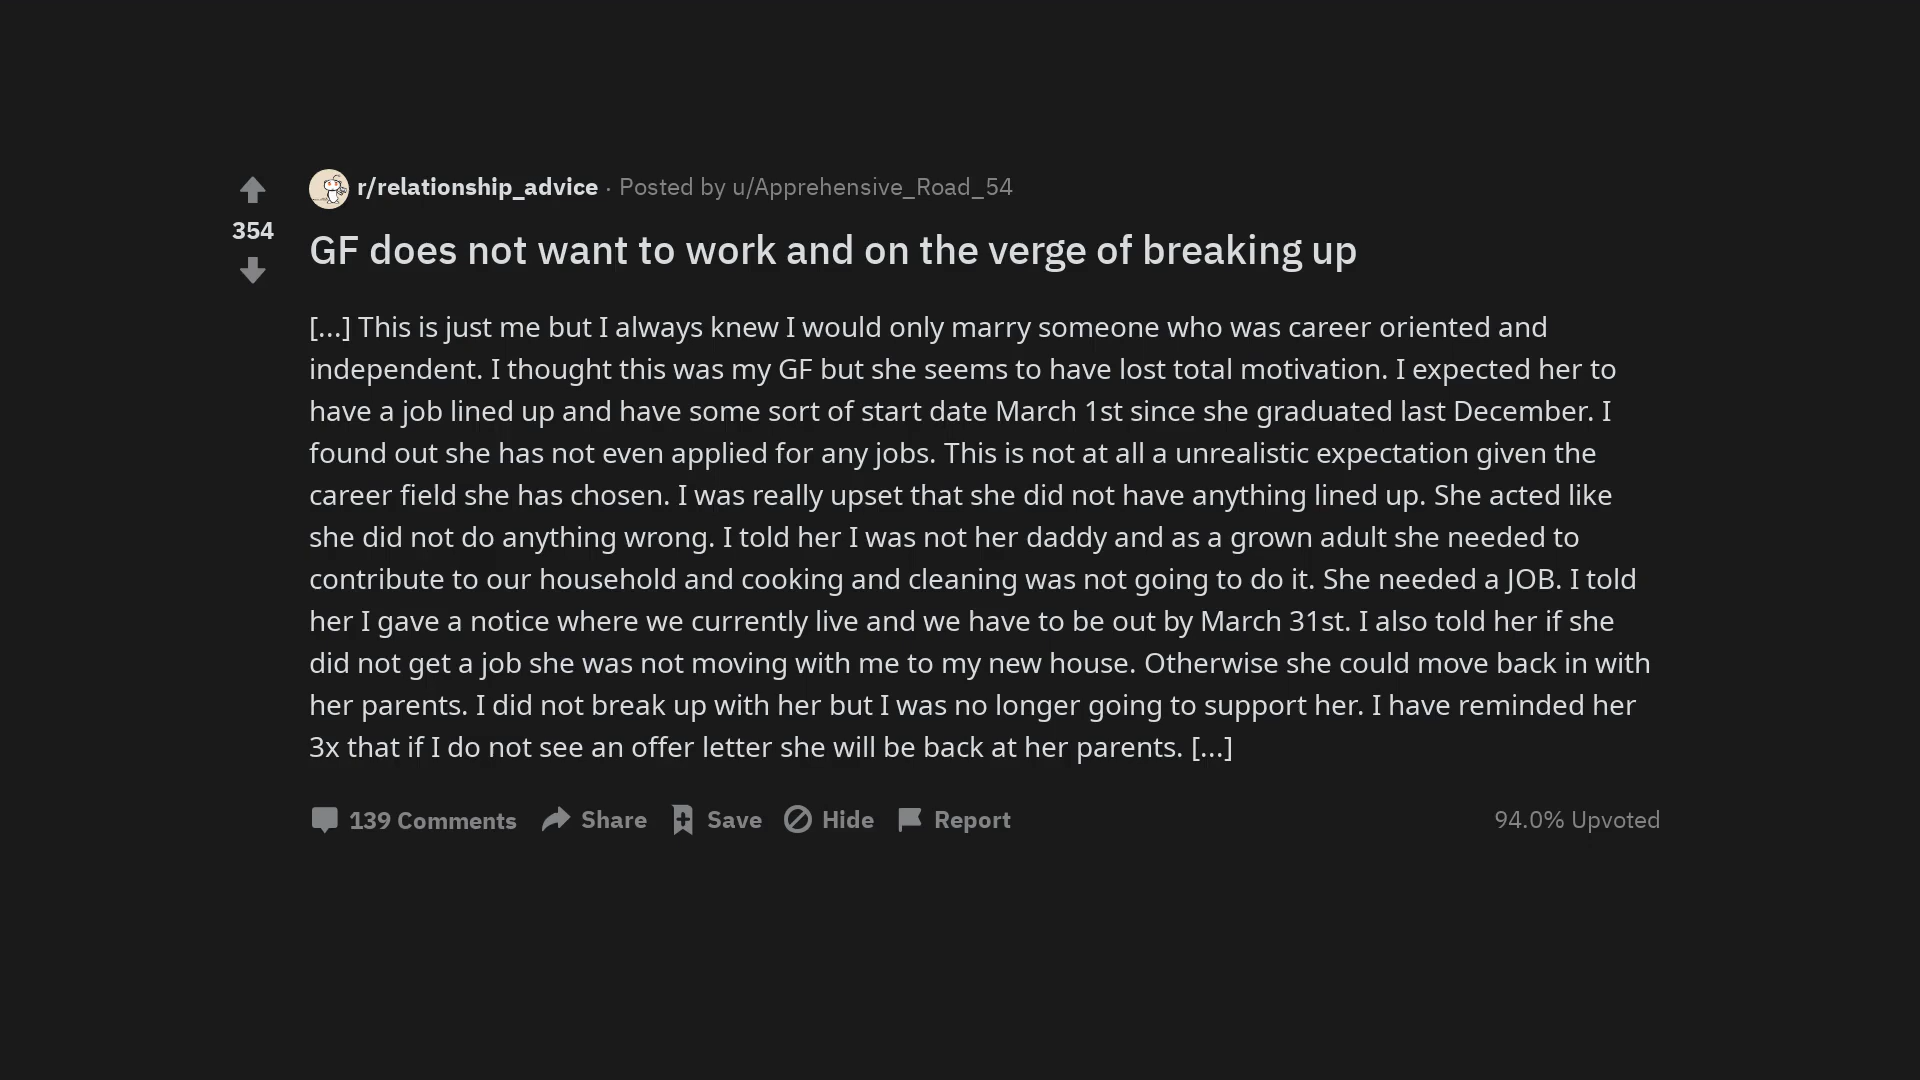 r/relationship_advice · Posted by u/Apprehensive_Road_54
354
GF does not want to work and on the verge of breaking up
[...] This is just me but I always knew I would only marry someone who was career oriented and
independent. I thought this was my GF but she seems to have lost total motivation. I expected her to
have a job lined up and have some sort of start date March 1st since she graduated last December. I
found out she has not even applied for any jobs. This is not at all a unrealistic expectation given the
career field she has chosen. I was really upset that she did not have anything lined up. She acted like
she did not do anything wrong. I told her I was not her daddy and as a grown adult she needed to
contribute to our household and cooking and cleaning was not going to do it. She needed a JOB. I told
her I gave a notice where we currently live and we have to be out by March 31st. I also told her if she
did not get a job she was not moving with me to my new house. Otherwise she could move back in with
her parents. I did not break up with her but I was no longer going to support her. I have reminded her
3x that if I do not see an offer letter she will be back at her parents. [...]
139 Comments Share Save Hide Report 94.0% Upvoted